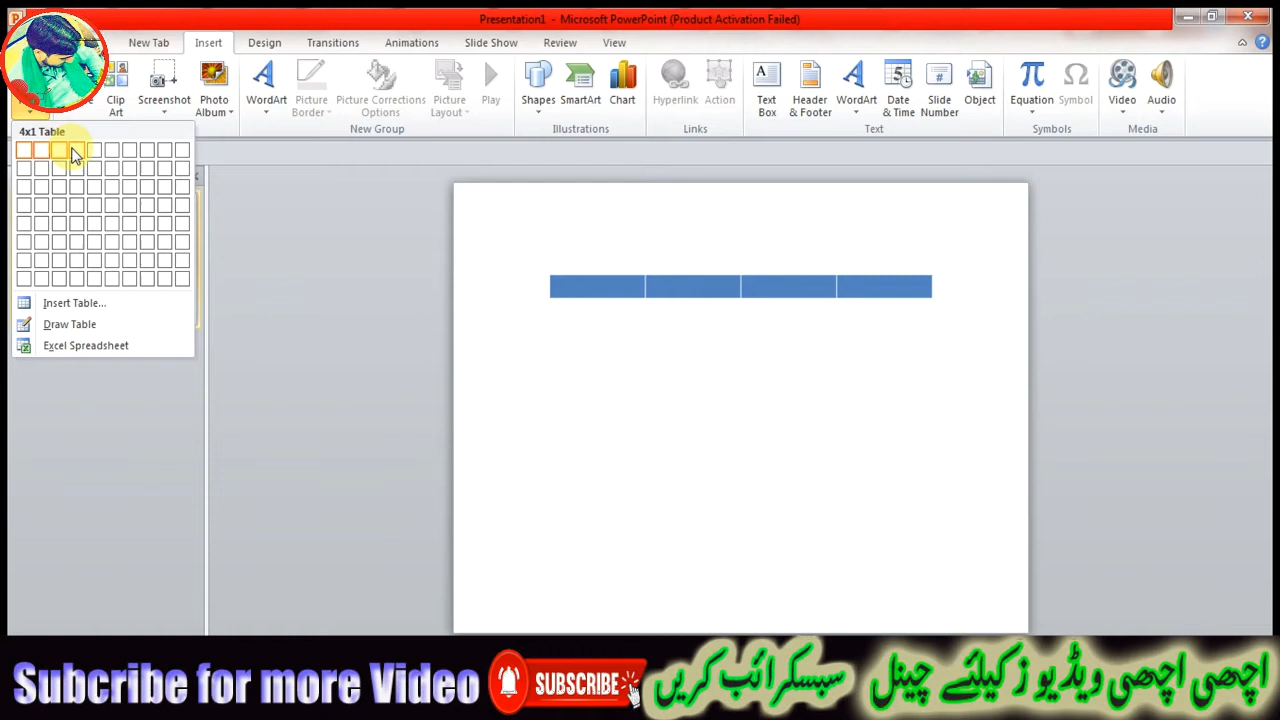 Presentation1 - Microsoft PowerPoint (Product Activation Failed)
New Tab
Insert
Design
Transitions
Animations
Slide Show
Review
View
Clip Art
Screenshot
Photo Album
WordArt
Picture Border
Picture Corrections Options
Picture Layout
Play
Shapes
SmartArt
Chart
Hyperlink
Action
Text Box
Header & Footer
WordArt
Date & Time
Slide Number
Object
Equation
Symbol
Video
Audio
New Group
Illustrations
Links
Text
Symbols
Media
4x1 Table
Insert Table...
Draw Table
Excel Spreadsheet
Subcribe for more Video
SUBSCRIBE
اچھی اچھی ویڈیو ز کیلئے چینل سبسکرائب کریں